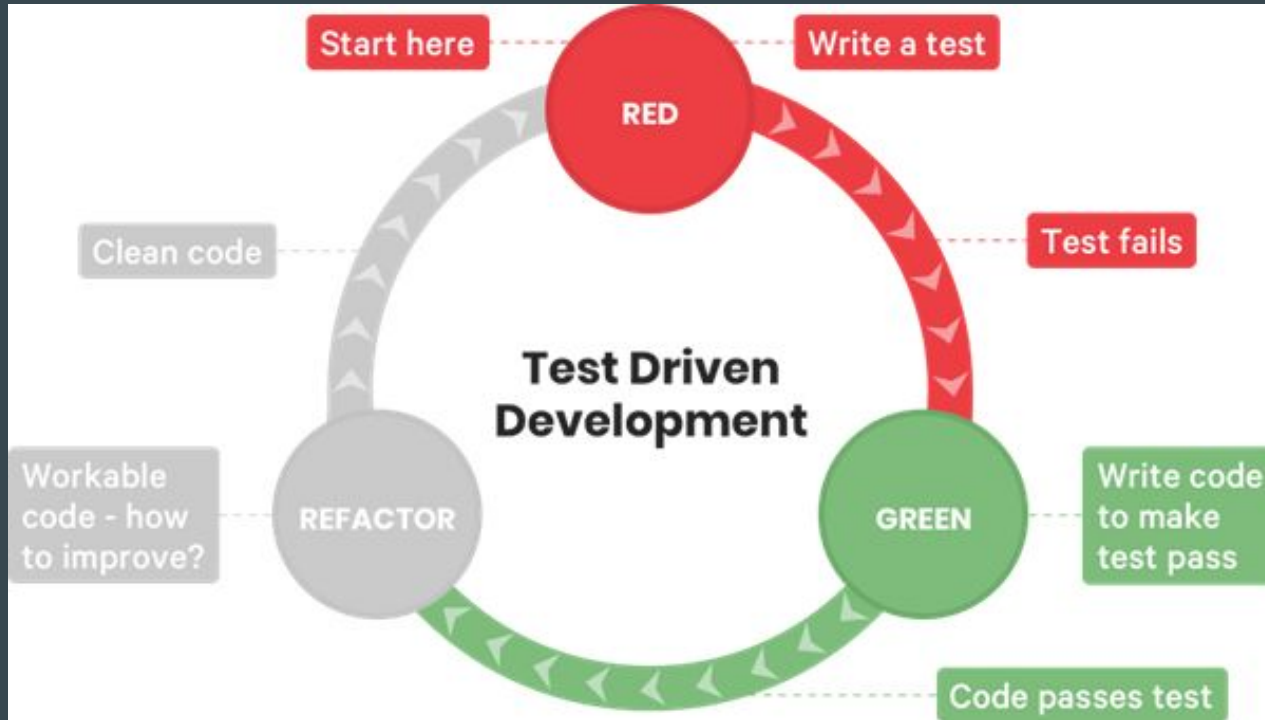 Start here
Write a test
RED
Clean code
Test fails
Test Driven
Development
Workable
code - how
to improve?
REFACTOR
GREEN
Write code
to make
test pass
Code passes test